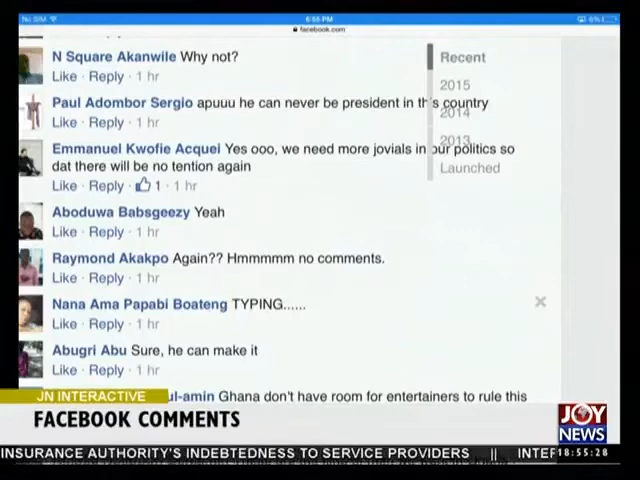 No SIM 6:55 PM 6%
facebook.com
N Square Akanwile Why not?
Like · Reply · 1 hr
Paul Adombor Sergio apuuu he can never be president in this country
Like · Reply · 1 hr
Emmanuel Kwofie Acquei Yes ooo, we need more jovials in our politics so
dat there will be no tention again
Like · Reply · 1 · 1 hr
Aboduwa Babsgeezy Yeah
Like · Reply · 1 hr
Raymond Akakpo Again?? Hmmmmm no comments.
Like · Reply · 1 hr
Nana Ama Papabi Boateng TYPING......
Like · Reply · 1 hr
Abugri Abu Sure, he can make it
Like · Reply · 1 hr
ul-amin Ghana don't have room for entertainers to rule this
Recent
2015
2014
2013
Launched
JN INTERACTIVE
FACEBOOK COMMENTS
JOY
NEWS
INSURANCE AUTHORITY'S INDEBTEDNESS TO SERVICE PROVIDERS || INTER
18:55:28